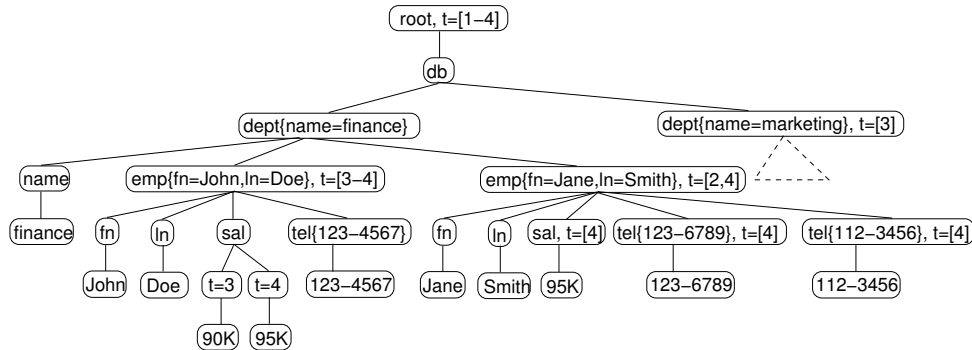 root, t=[1−4]
db
dept{name=finance}
dept{name=marketing}, t=[3]
name
emp{fn=John,ln=Doe}, t=[3−4]
emp{fn=Jane,ln=Smith}, t=[2,4]
finance
fn
ln
sal
tel{123−4567}
fn
ln
sal, t=[4]
tel{123−6789}, t=[4]
tel{112−3456}, t=[4]
John
Doe
t=3
t=4
123−4567
Jane
Smith
95K
123−6789
112−3456
90K
95K